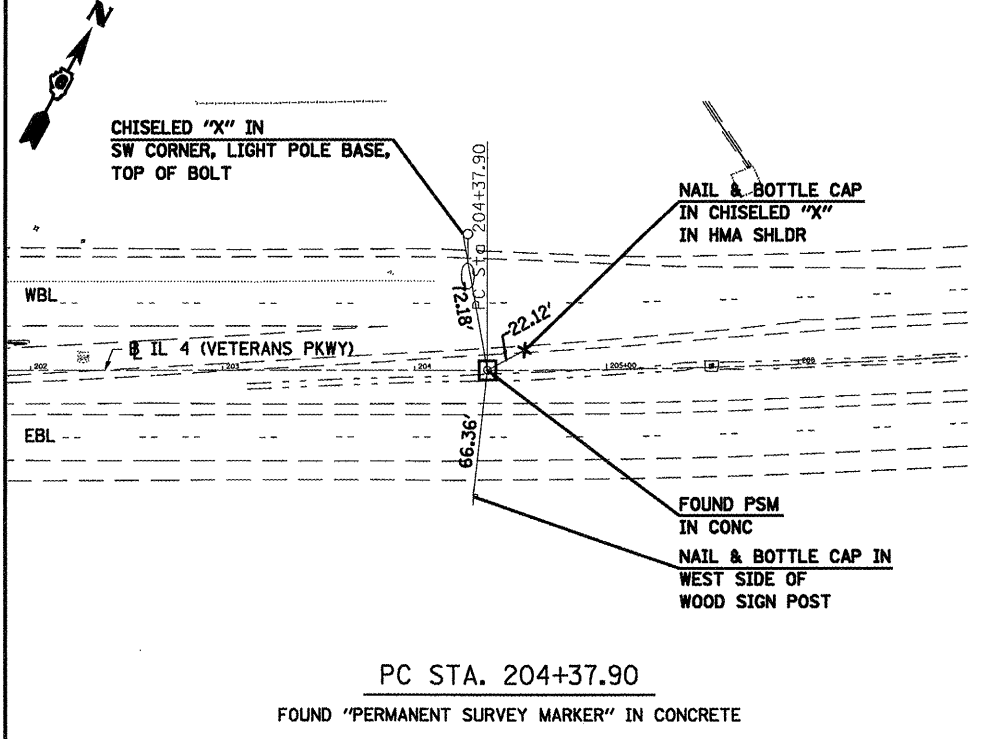 N
CHISELED "X" IN
SW CORNER, LIGHT POLE BASE,
TOP OF BOLT
PC Sta 204+37.90
NAIL & BOTTLE CAP
IN CHISELED "X"
IN HMA SHLDR
WBL
72.18'
22.12'
IL 4 (VETERANS PKWY)
202
203
204
205+00
206
EBL
66.36'
FOUND PSM
IN CONC
NAIL & BOTTLE CAP IN
WEST SIDE OF
WOOD SIGN POST
PC STA. 204+37.90
FOUND "PERMANENT SURVEY MARKER" IN CONCRETE